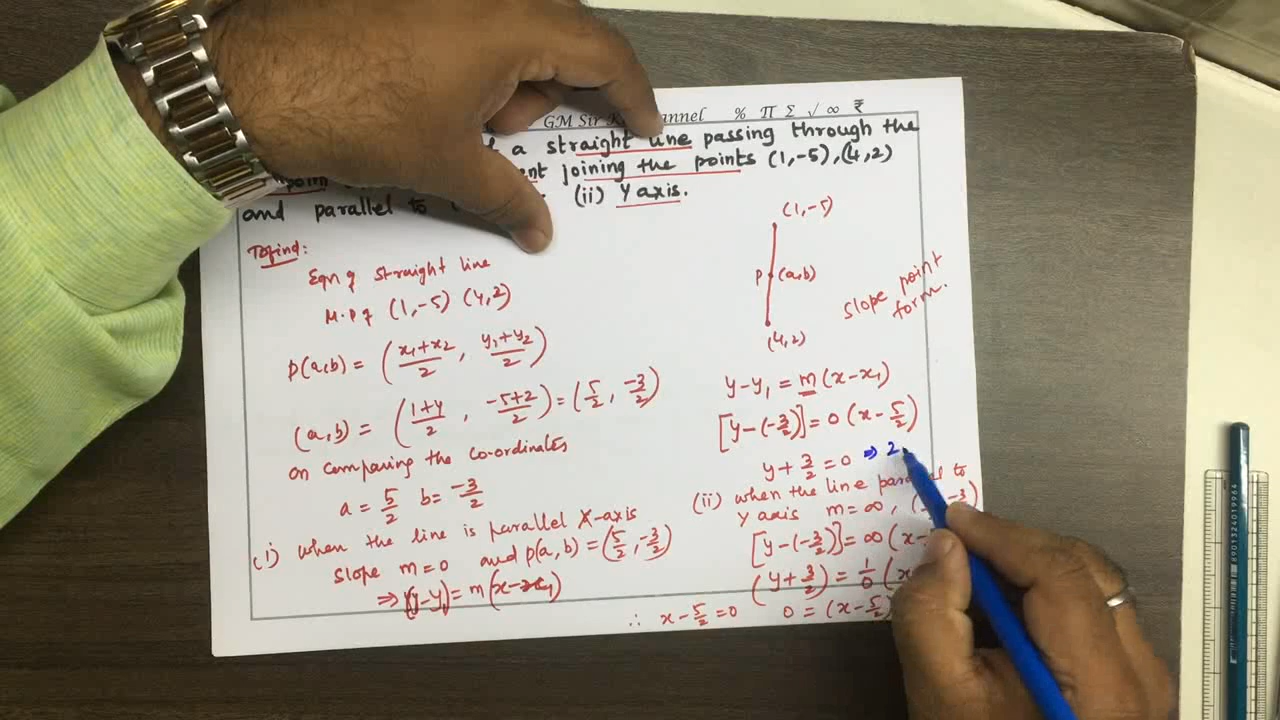 GM Sir K annel % Π Σ √ ∞ ₹
a straight line passing through the
joining the points (1,-5),(4,2)
and parallel to (ii) Y axis.
To find:
Eqn of straight line
M.P of (1,-5) (4,2)
P(a,b) = (x₁+x₂/2 , y₁+y₂/2)
(a,b) = (1+4/2 , -5+2/2) = (5/2 , -3/2)
on comparing the co-ordinates
a = 5/2 b = -3/2
(i) when the line is parallel X-axis
slope m=0 and p(a,b) = (5/2 , -3/2)
⇒ (y-y₁) = m(x-x₁)
(1,-5)
P (a,b)
(4,2)
slope point
form.
y-y₁ = m(x-x₁)
[y-(-3/2)] = 0(x-5/2)
y+3/2 = 0 ⇒ 2
(ii) when the line to
Y axis m=∞, -3
[y-(-3/2)] = ∞(x-
(y+3/2) = 1/0 (x
∴ x-5/2=0 0 = (x-5/2)
8901324019964